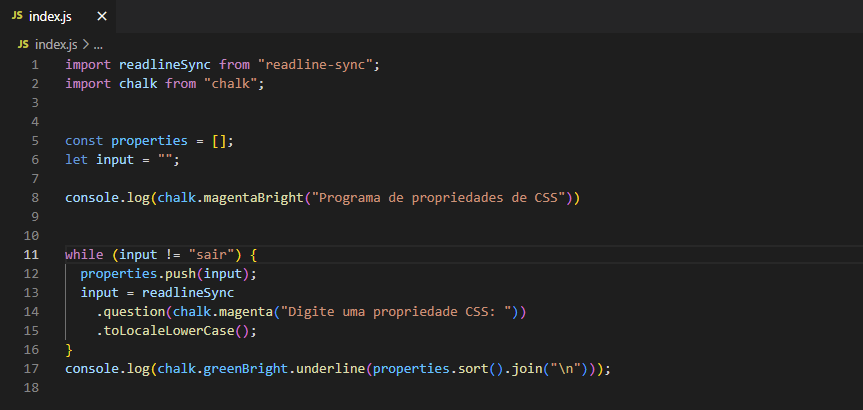 JS index.js ×
JS index.js > ...
1 import readlineSync from "readline-sync";
2 import chalk from "chalk";
3
4
5 const properties = [];
6 let input = "";
7
8 console.log(chalk.magentaBright("Programa de propriedades de CSS"))
9
10
11 while (input != "sair") {
12   properties.push(input);
13   input = readlineSync
14     .question(chalk.magenta("Digite uma propriedade CSS: "))
15     .toLocaleLowerCase();
16 }
17 console.log(chalk.greenBright.underline(properties.sort().join("\n")));
18